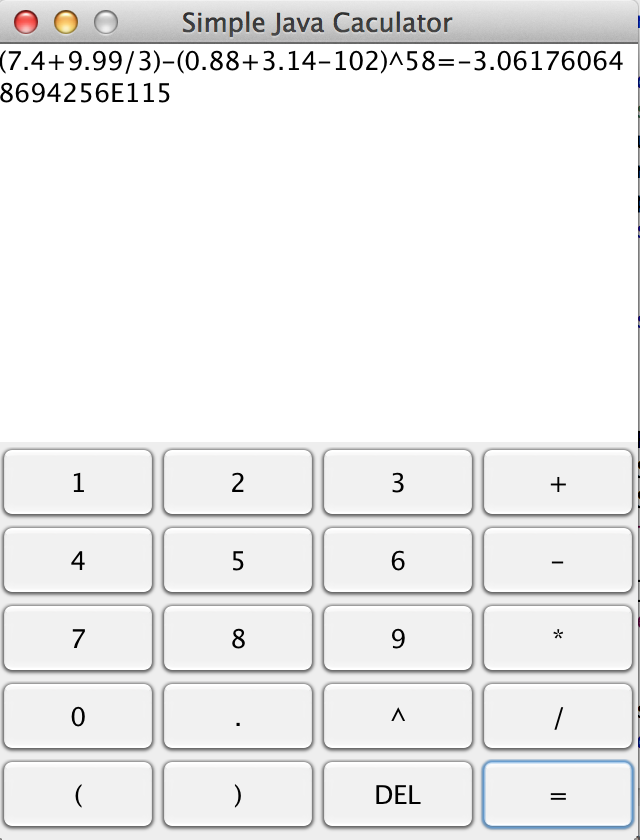 Simple Java Caculator
(7.4+9.99/3)-(0.88+3.14-102)^58=-3.06176064
8694256E115
1 2 3 +
4 5 6 -
7 8 9 *
0 . ^ /
( ) DEL =